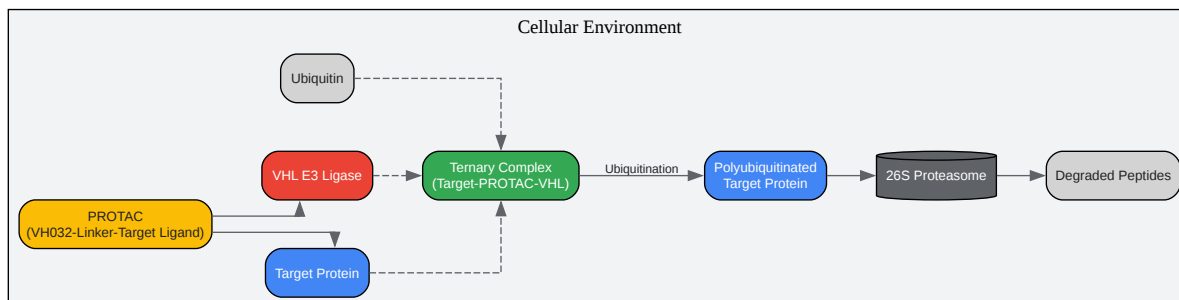 Cellular Environment
Ubiquitin
VHL E3 Ligase
Ternary Complex
(Target-PROTAC-VHL)
Ubiquitination
Polyubiquitinated
Target Protein
26S Proteasome
Degraded Peptides
PROTAC
(VH032-Linker-Target Ligand)
Target Protein